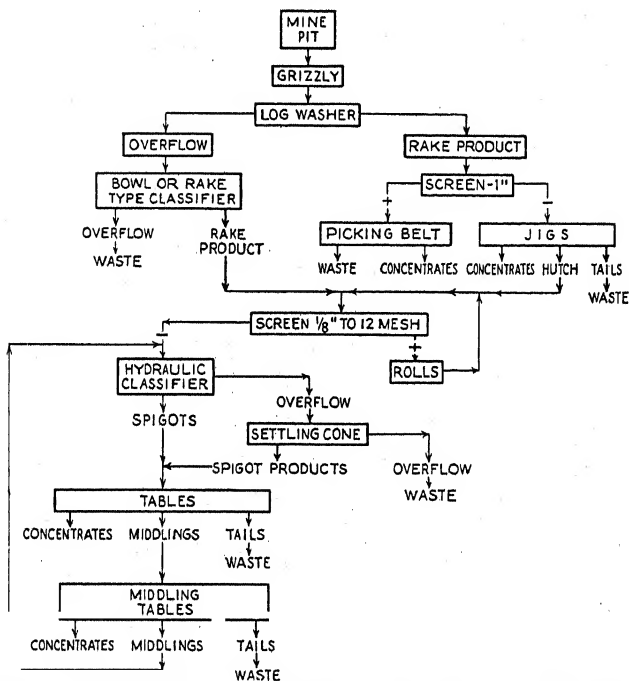 MINE
PIT
GRIZZLY
LOG WASHER
OVERFLOW
RAKE PRODUCT
BOWL OR RAKE
TYPE CLASSIFIER
SCREEN-1"
+
−
OVERFLOW
WASTE
RAKE
PRODUCT
PICKING BELT
JIGS
WASTE
CONCENTRATES
CONCENTRATES
HUTCH
TAILS
WASTE
SCREEN 1/8" TO 12 MESH
−
+
ROLLS
HYDRAULIC
CLASSIFIER
OVERFLOW
SPIGOTS
SETTLING CONE
SPIGOT PRODUCTS
OVERFLOW
WASTE
TABLES
CONCENTRATES
MIDDLINGS
TAILS
WASTE
MIDDLING
TABLES
CONCENTRATES
MIDDLINGS
TAILS
WASTE